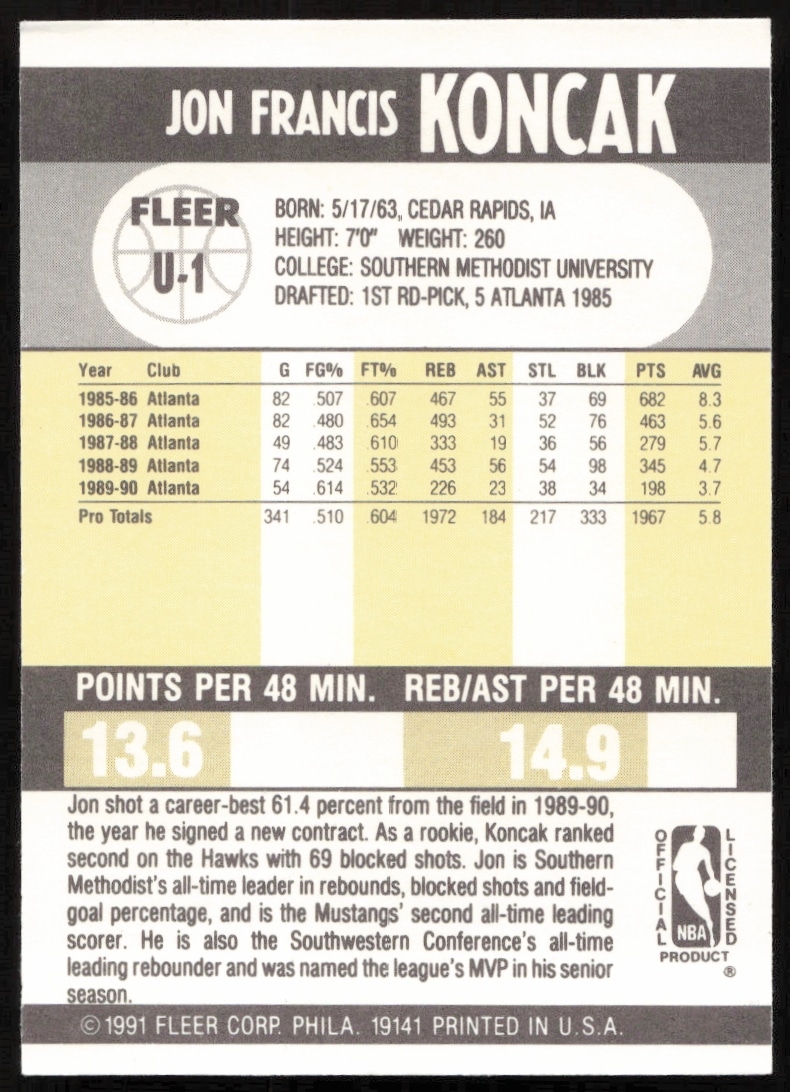 JON FRANCIS KONCAK
FLEER
U-1
BORN: 5/17/63, CEDAR RAPIDS, IA
HEIGHT: 7'0" WEIGHT: 260
COLLEGE: SOUTHERN METHODIST UNIVERSITY
DRAFTED: 1ST RD-PICK, 5 ATLANTA 1985
Year Club G FG% FT% REB AST STL BLK PTS AVG
1985-86 Atlanta 82 .507 .607 467 55 37 69 682 8.3
1986-87 Atlanta 82 .480 .654 493 31 52 76 463 5.6
1987-88 Atlanta 49 .483 .610 333 19 36 56 279 5.7
1988-89 Atlanta 74 .524 .553 453 56 54 98 345 4.7
1989-90 Atlanta 54 .614 .532 226 23 38 34 198 3.7
Pro Totals 341 .510 .604 1972 184 217 333 1967 5.8
POINTS PER 48 MIN. REB/AST PER 48 MIN.
13.6 14.9
Jon shot a career-best 61.4 percent from the field in 1989-90,
the year he signed a new contract. As a rookie, Koncak ranked
second on the Hawks with 69 blocked shots. Jon is Southern
Methodist's all-time leader in rebounds, blocked shots and field-
goal percentage, and is the Mustangs' second all-time leading
scorer. He is also the Southwestern Conference's all-time
leading rebounder and was named the league's MVP in his senior
season.
OFFICIAL
LICENSED
NBA
PRODUCT
®
© 1991 FLEER CORP. PHILA. 19141 PRINTED IN U.S.A.